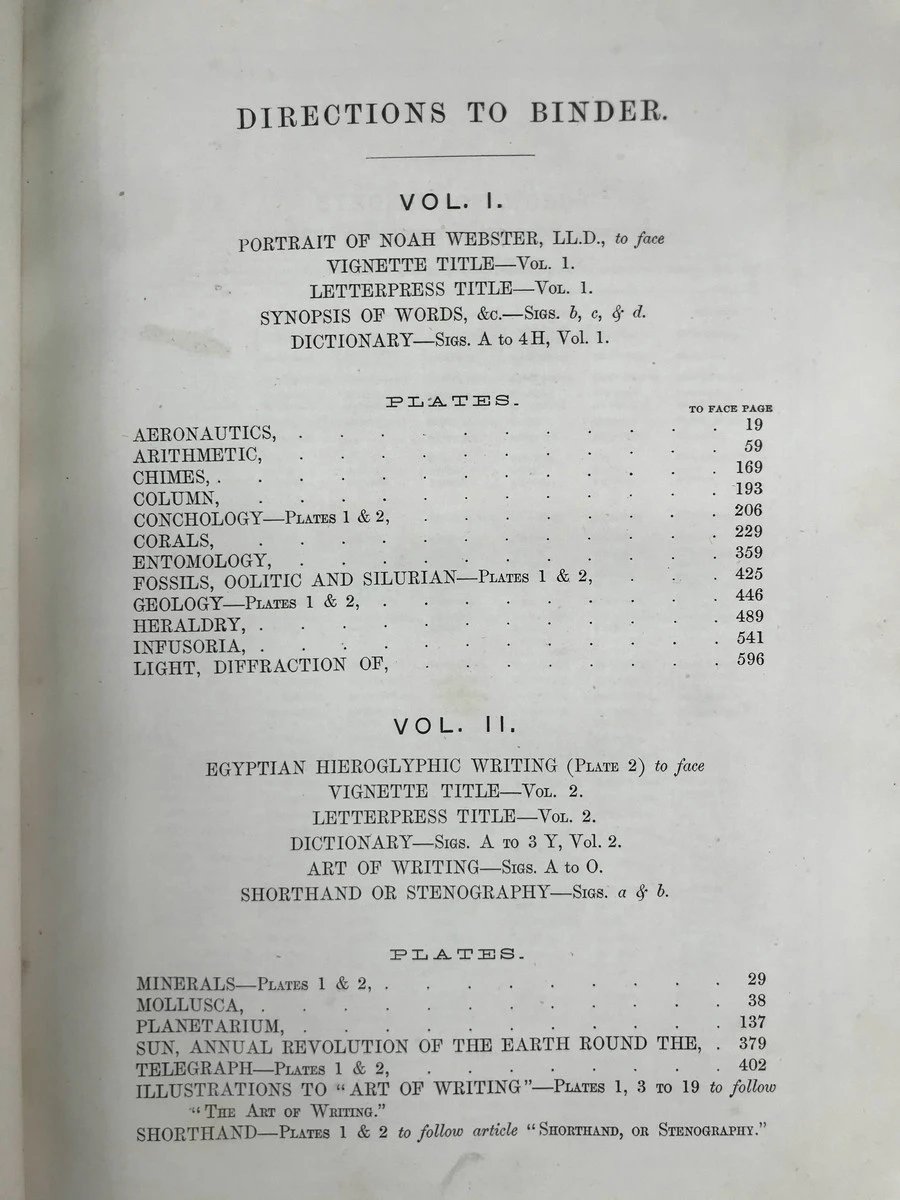 DIRECTIONS TO BINDER.
VOL. I.
PORTRAIT OF NOAH WEBSTER, LL.D., to face
VIGNETTE TITLE—Vol. 1.
LETTERPRESS TITLE—Vol. 1.
SYNOPSIS OF WORDS, &c.—Sigs. b, c, & d.
DICTIONARY—Sigs. A to 4H, Vol. 1.
PLATES.
TO FACE PAGE
AERONAUTICS, . . . . . . . . . . . 19
ARITHMETIC, . . . . . . . . . . . 59
CHIMES, . . . . . . . . . . . . . 169
COLUMN, . . . . . . . . . . . . 193
CONCHOLOGY—Plates 1 & 2, . . . . . . . . 206
CORALS, . . . . . . . . . . . . 229
ENTOMOLOGY, . . . . . . . . . . . 359
FOSSILS, OOLITIC AND SILURIAN—Plates 1 & 2, . . . 425
GEOLOGY—Plates 1 & 2, . . . . . . . . . 446
HERALDRY, . . . . . . . . . . . . 489
INFUSORIA, . . . . . . . . . . . . 541
LIGHT, DIFFRACTION OF, . . . . . . . . 596
VOL. II.
EGYPTIAN HIEROGLYPHIC WRITING (Plate 2) to face
VIGNETTE TITLE—Vol. 2.
LETTERPRESS TITLE—Vol. 2.
DICTIONARY—Sigs. A to 3 Y, Vol. 2.
ART OF WRITING—Sigs. A to O.
SHORTHAND OR STENOGRAPHY—Sigs. a & b.
PLATES.
MINERALS—Plates 1 & 2, . . . . . . . . . 29
MOLLUSCA, . . . . . . . . . . . . 38
PLANETARIUM, . . . . . . . . . . . 137
SUN, ANNUAL REVOLUTION OF THE EARTH ROUND THE, . 379
TELEGRAPH—Plates 1 & 2, . . . . . . . . 402
ILLUSTRATIONS TO "ART OF WRITING"—Plates 1, 3 to 19 to follow
"The Art of Writing."
SHORTHAND—Plates 1 & 2 to follow article "Shorthand, or Stenography."